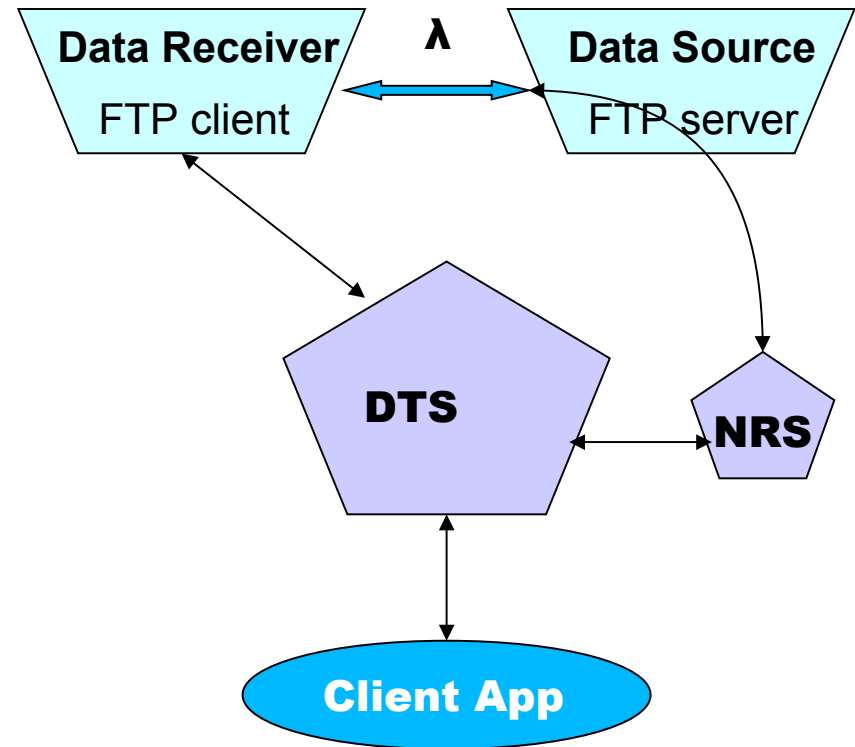 Data Receiver
FTP client
λ
Data Source
FTP server
DTS
NRS
Client App